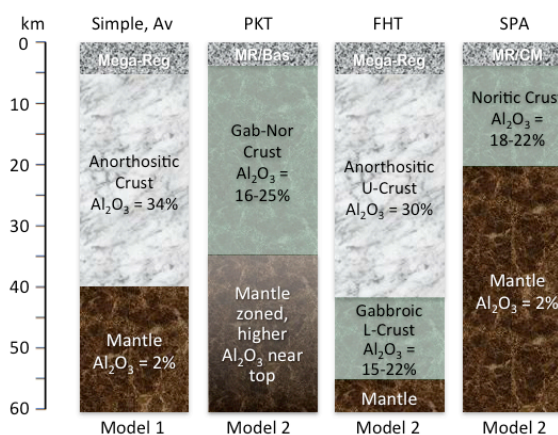 km
Simple, Av
PKT
FHT
SPA
0
10
20
30
40
50
60
Mega-Reg
Anorthositic
Crust
Al₂O₃ = 34%
Mantle
Al₂O₃ = 2%
Model 1
MR/Bas
Gab-Nor
Crust
Al₂O₃ =
16-25%
Mantle
zoned,
higher
Al₂O₃ near
top
Model 2
Mega-Reg
Anorthositic
U-Crust
Al₂O₃ = 30%
Gabbroic
L-Crust
Al₂O₃ =
15-22%
Mantle
Model 2
MR/CM
Noritic Crust
Al₂O₃ =
18-22%
Mantle
Al₂O₃ = 2%
Model 2